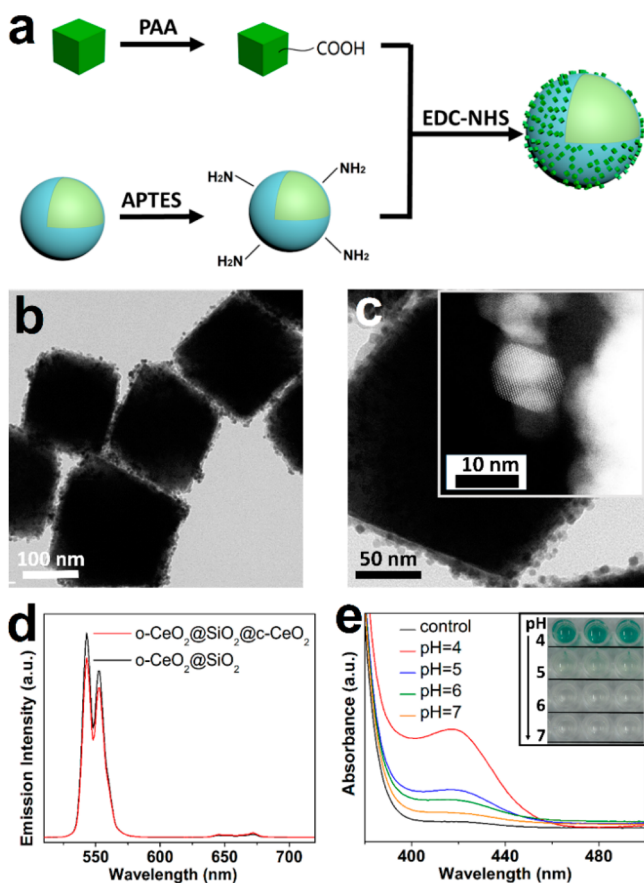 a
PAA
COOH
EDC-NHS
H2N
NH2
APTES
H2N
NH2
b
100 nm
c
10 nm
50 nm
d
o-CeO2@SiO2@c-CeO2
o-CeO2@SiO2
Emission Intensity (a.u.)
550 600 650 700
Wavelength (nm)
e
control
pH=4
pH=5
pH=6
pH=7
pH
4
5
6
7
Absorbance (a.u.)
400 440 480
Wavelength (nm)